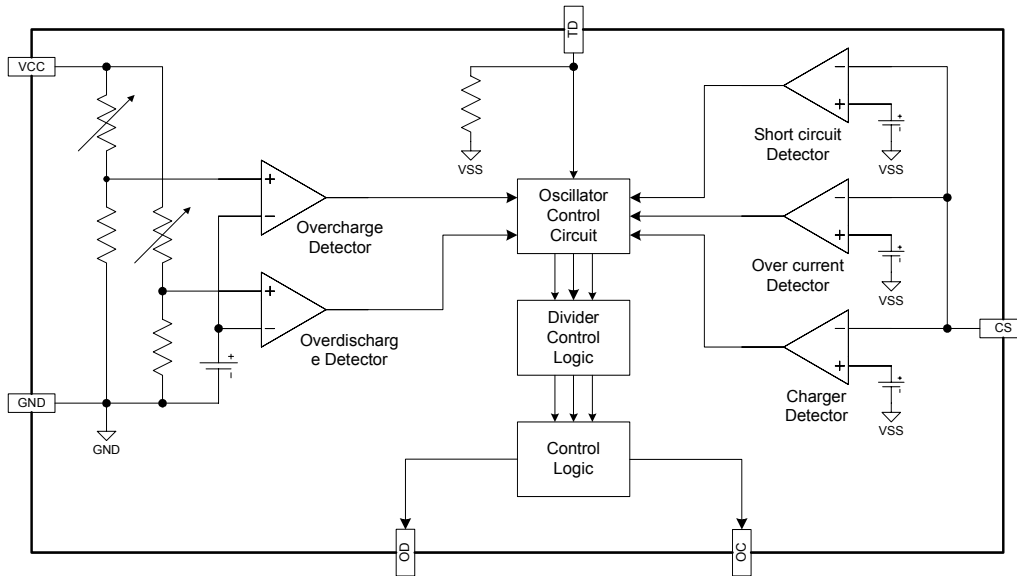 TD
VCC
Short circuit
Detector
VSS
VSS
Oscillator
Control
Circuit
Overcharge
Detector
Over current
Detector
VSS
Divider
Control
Logic
Overdischarg
e Detector
CS
Charger
Detector
VSS
GND
GND
Control
Logic
OD
OC